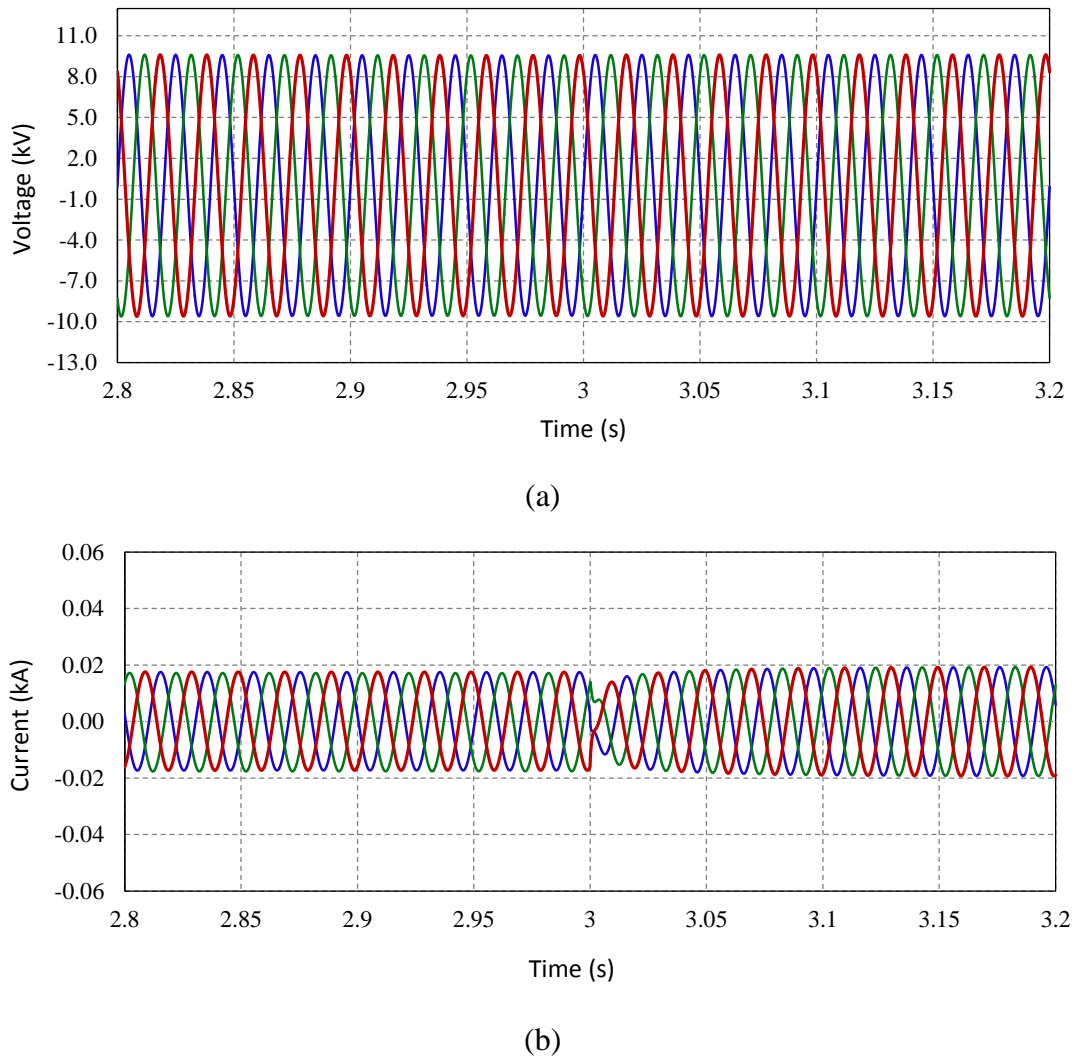 11.0
8.0
5.0
2.0
-1.0
-4.0
-7.0
-10.0
-13.0
Voltage (kV)
2.8 2.85 2.9 2.95 3 3.05 3.1 3.15 3.2
Time (s)
(a)
0.06
0.04
0.02
0.00
-0.02
-0.04
-0.06
Current (kA)
2.8 2.85 2.9 2.95 3 3.05 3.1 3.15 3.2
Time (s)
(b)